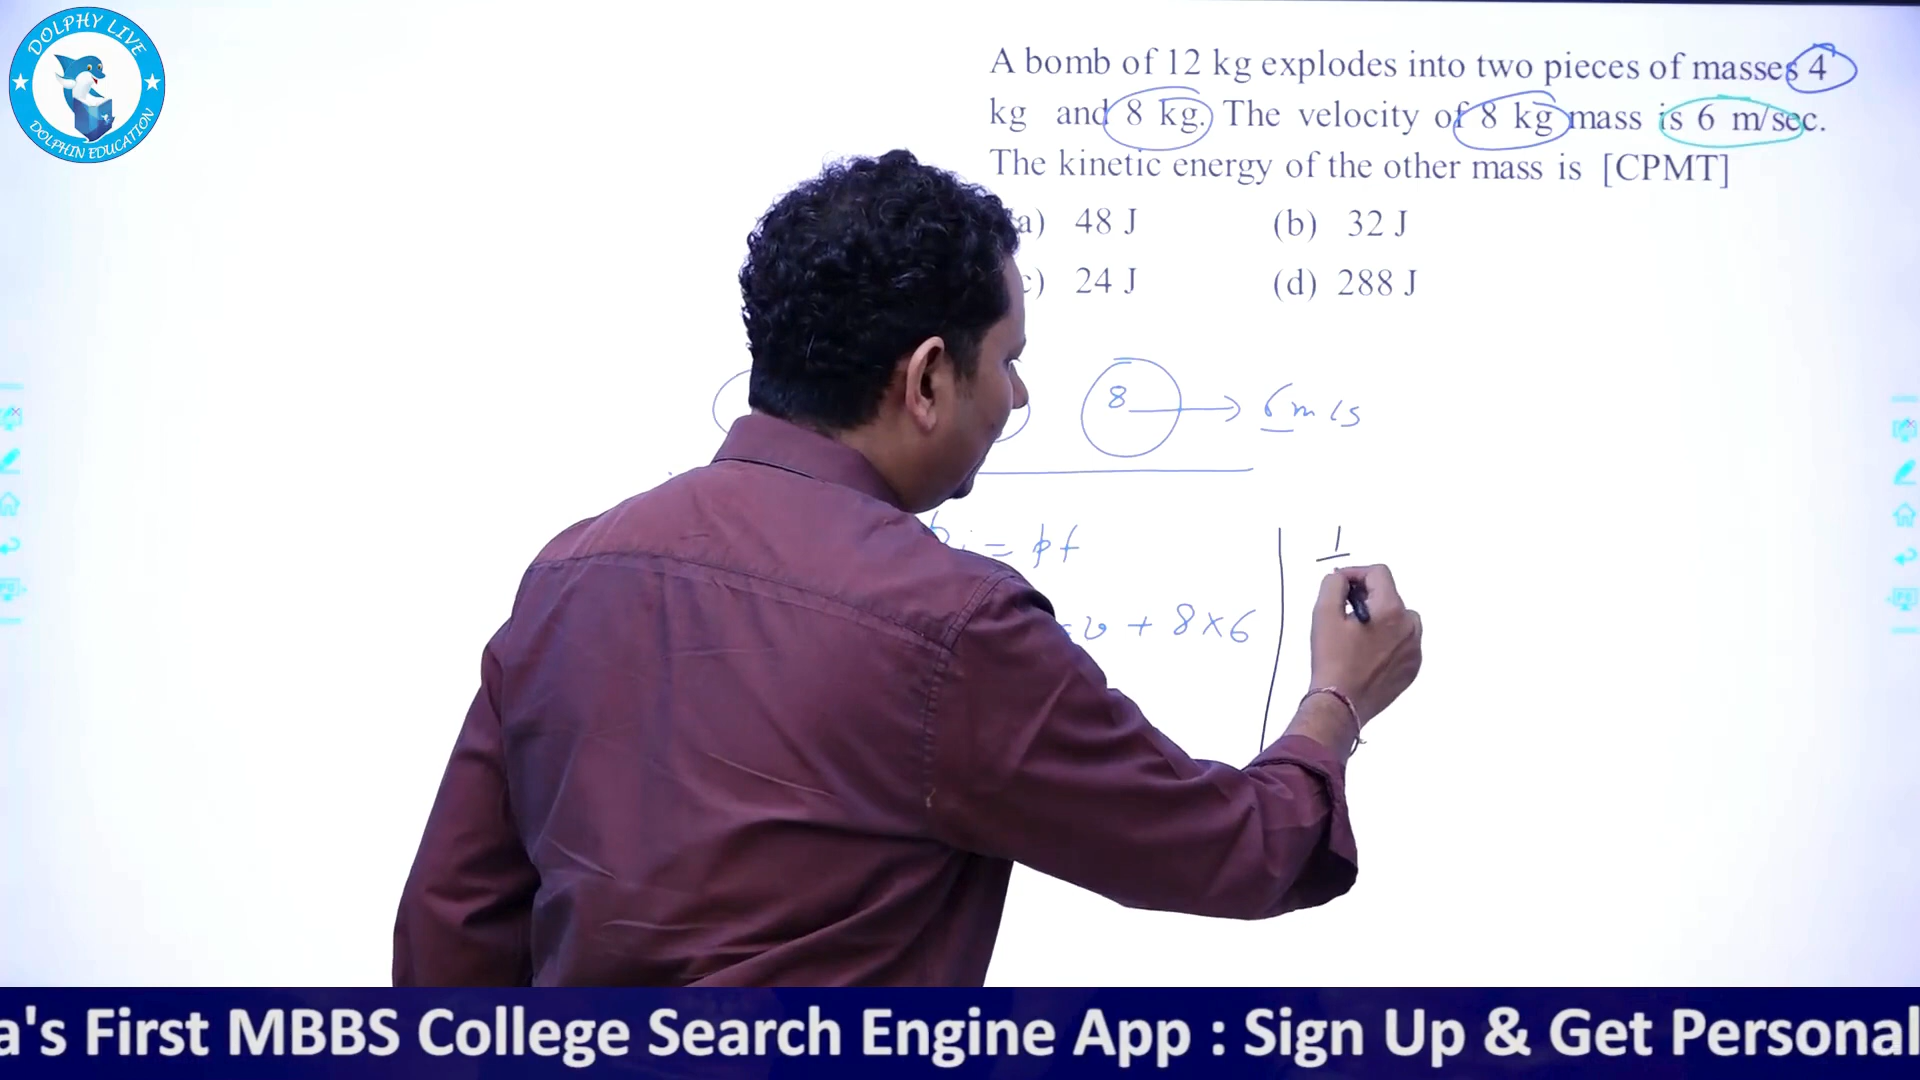 DOLPHY LIVE
DOLPHIN EDUCATION
A bomb of 12 kg explodes into two pieces of masses 4
kg and 8 kg. The velocity of 8 kg mass is 6 m/sec.
The kinetic energy of the other mass is [CPMT]
a) 48 J (b) 32 J
c) 24 J (d) 288 J
8 6 m/s
i = pf
v + 8×6
1
a's First MBBS College Search Engine App : Sign Up & Get Personal